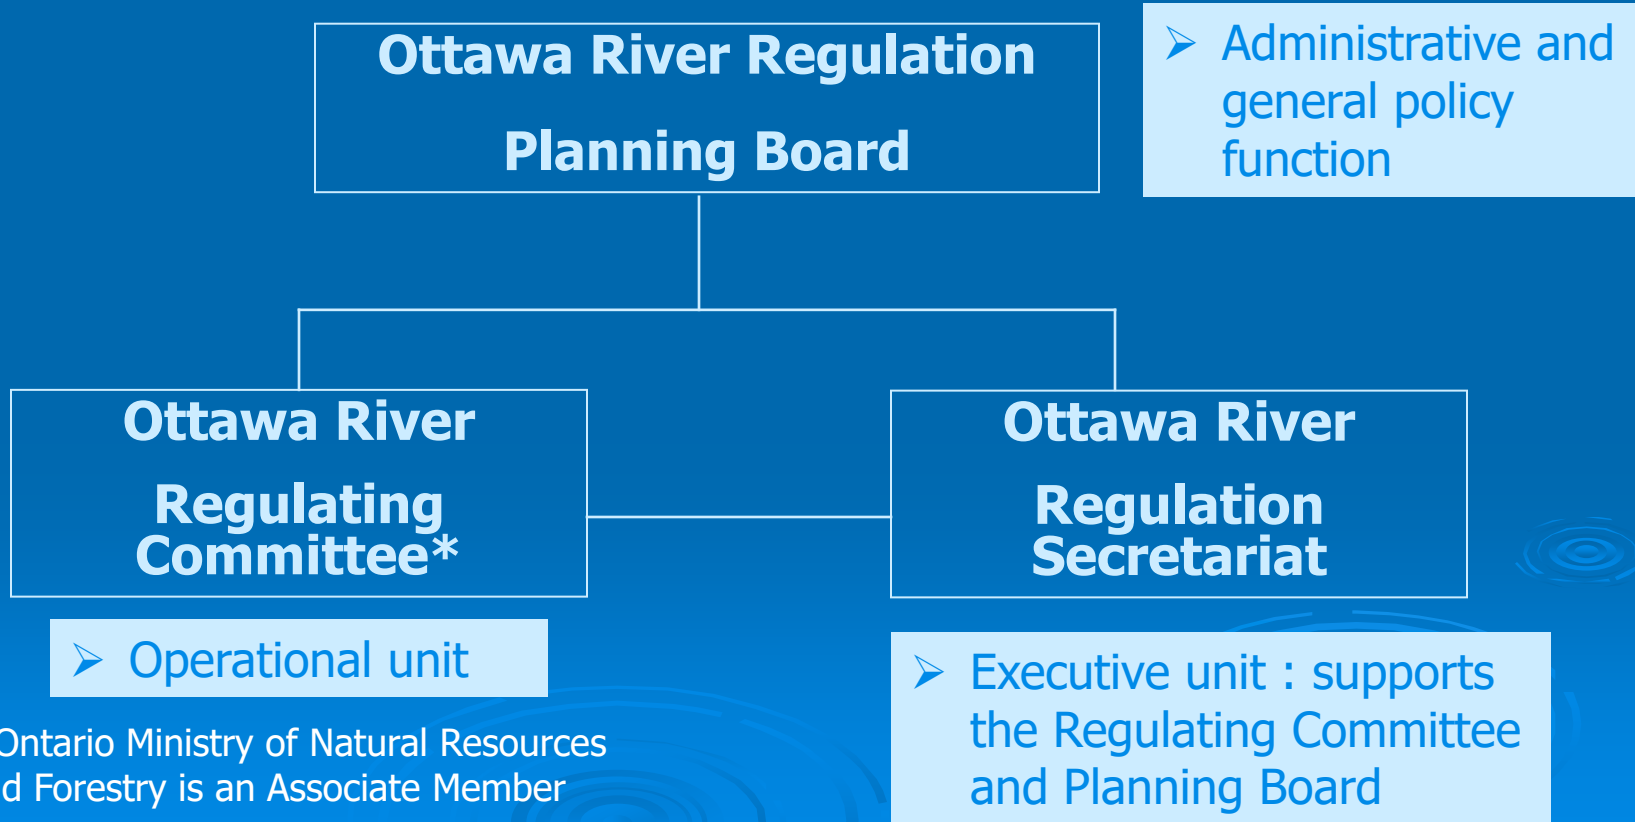 Ottawa River Regulation
Planning Board
➢ Administrative and
general policy
function
Ottawa River
Regulating
Committee*
Ottawa River
Regulation
Secretariat
➢ Operational unit
➢ Executive unit : supports
the Regulating Committee
and Planning Board
Ontario Ministry of Natural Resources
d Forestry is an Associate Member